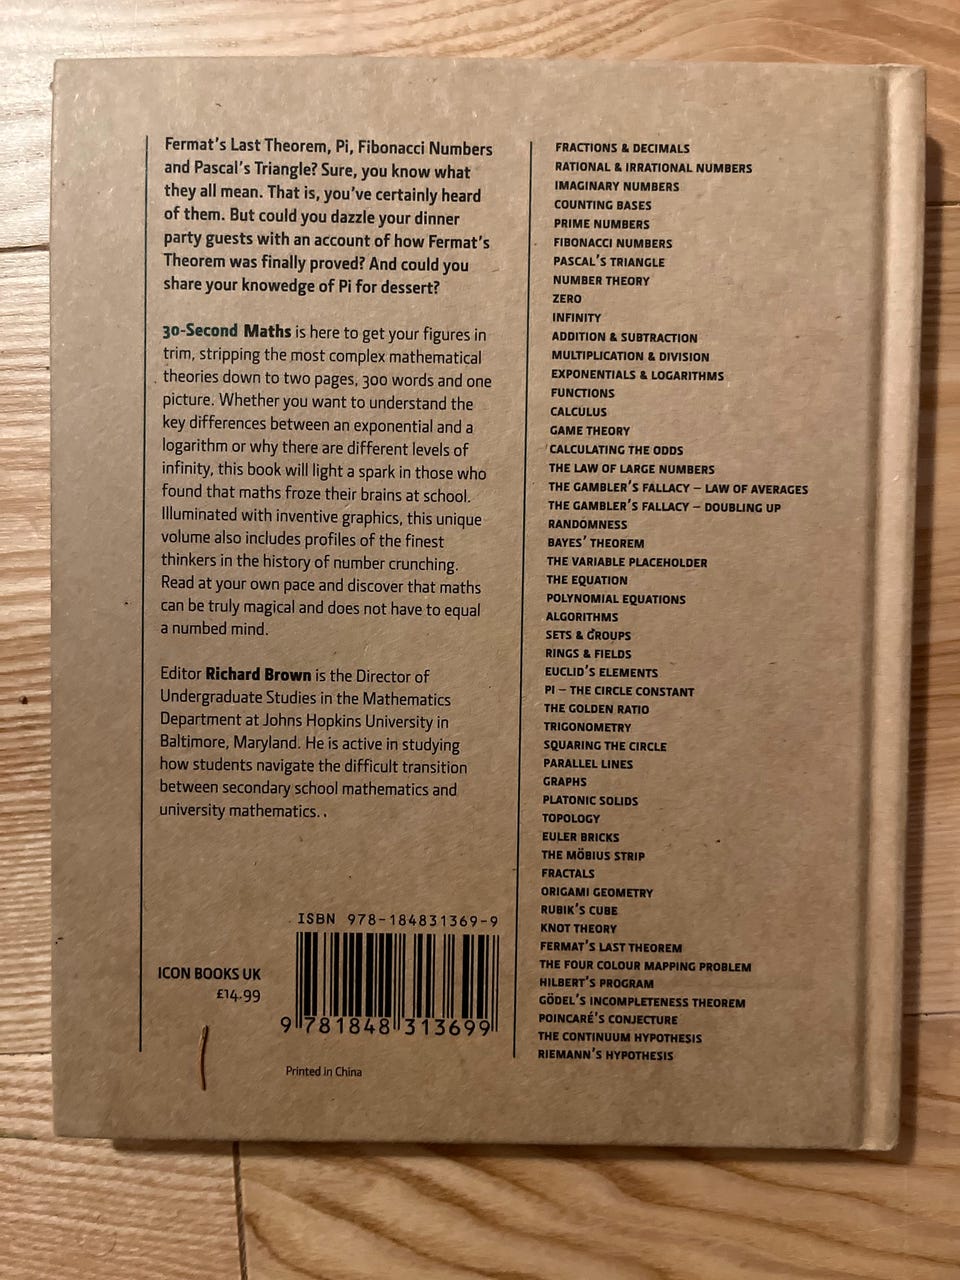 Fermat's Last Theorem, Pi, Fibonacci Numbers
and Pascal's Triangle? Sure, you know what
they all mean. That is, you've certainly heard
of them. But could you dazzle your dinner
party guests with an account of how Fermat's
Theorem was finally proved? And could you
share your knowedge of Pi for dessert?
30-Second Maths is here to get your figures in
trim, stripping the most complex mathematical
theories down to two pages, 300 words and one
picture. Whether you want to understand the
key differences between an exponential and a
logarithm or why there are different levels of
infinity, this book will light a spark in those who
found that maths froze their brains at school.
Illuminated with inventive graphics, this unique
volume also includes profiles of the finest
thinkers in the history of number crunching.
Read at your own pace and discover that maths
can be truly magical and does not have to equal
a numbed mind.
Editor Richard Brown is the Director of
Undergraduate Studies in the Mathematics
Department at Johns Hopkins University in
Baltimore, Maryland. He is active in studying
how students navigate the difficult transition
between secondary school mathematics and
university mathematics. .
ISBN 978-184831369-9
ICON BOOKS UK
£14.99
9 781848 313699
Printed in China
FRACTIONS & DECIMALS
RATIONAL & IRRATIONAL NUMBERS
IMAGINARY NUMBERS
COUNTING BASES
PRIME NUMBERS
FIBONACCI NUMBERS
PASCAL'S TRIANGLE
NUMBER THEORY
ZERO
INFINITY
ADDITION & SUBTRACTION
MULTIPLICATION & DIVISION
EXPONENTIALS & LOGARITHMS
FUNCTIONS
CALCULUS
GAME THEORY
CALCULATING THE ODDS
THE LAW OF LARGE NUMBERS
THE GAMBLER'S FALLACY – LAW OF AVERAGES
THE GAMBLER'S FALLACY – DOUBLING UP
RANDOMNESS
BAYES' THEOREM
THE VARIABLE PLACEHOLDER
THE EQUATION
POLYNOMIAL EQUATIONS
ALGORITHMS
SETS & GROUPS
RINGS & FIELDS
EUCLID'S ELEMENTS
PI – THE CIRCLE CONSTANT
THE GOLDEN RATIO
TRIGONOMETRY
SQUARING THE CIRCLE
PARALLEL LINES
GRAPHS
PLATONIC SOLIDS
TOPOLOGY
EULER BRICKS
THE MÖBIUS STRIP
FRACTALS
ORIGAMI GEOMETRY
RUBIK'S CUBE
KNOT THEORY
FERMAT'S LAST THEOREM
THE FOUR COLOUR MAPPING PROBLEM
HILBERT'S PROGRAM
GÖDEL'S INCOMPLETENESS THEOREM
POINCARÉ'S CONJECTURE
THE CONTINUUM HYPOTHESIS
RIEMANN'S HYPOTHESIS